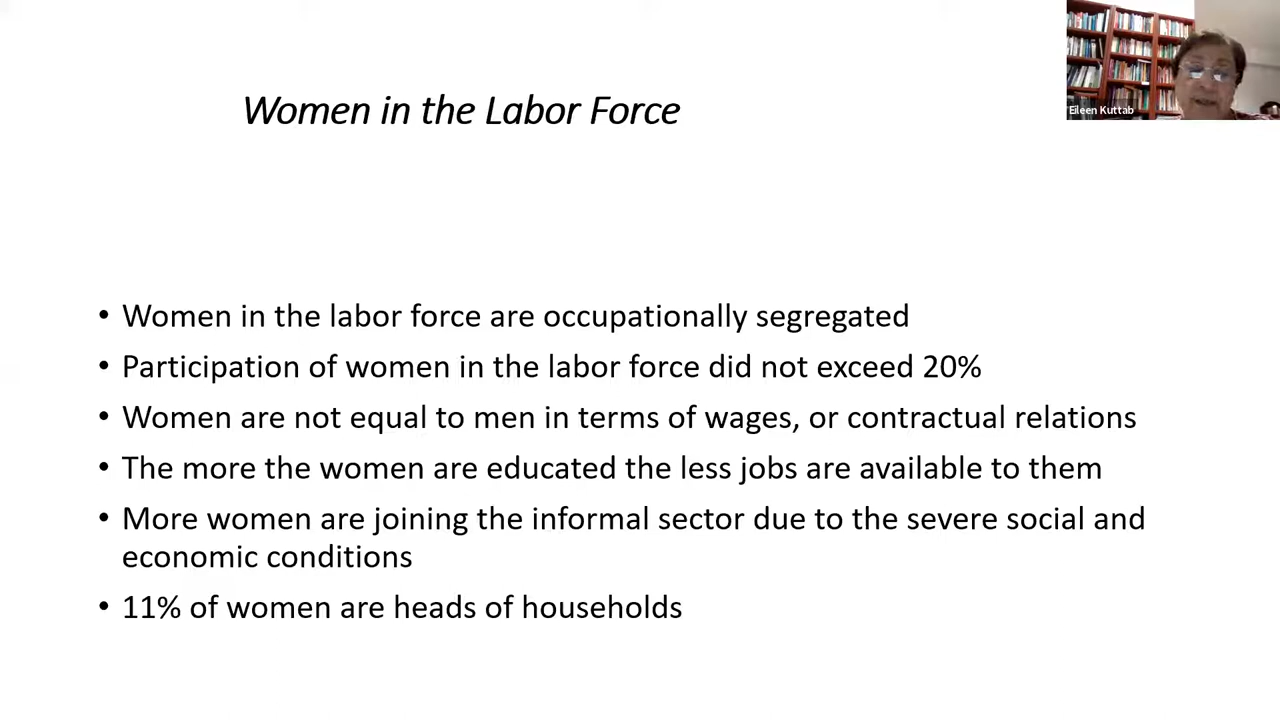 Eileen Kuttab
Women in the Labor Force
• Women in the labor force are occupationally segregated
• Participation of women in the labor force did not exceed 20%
• Women are not equal to men in terms of wages, or contractual relations
• The more the women are educated the less jobs are available to them
• More women are joining the informal sector due to the severe social and
economic conditions
• 11% of women are heads of households